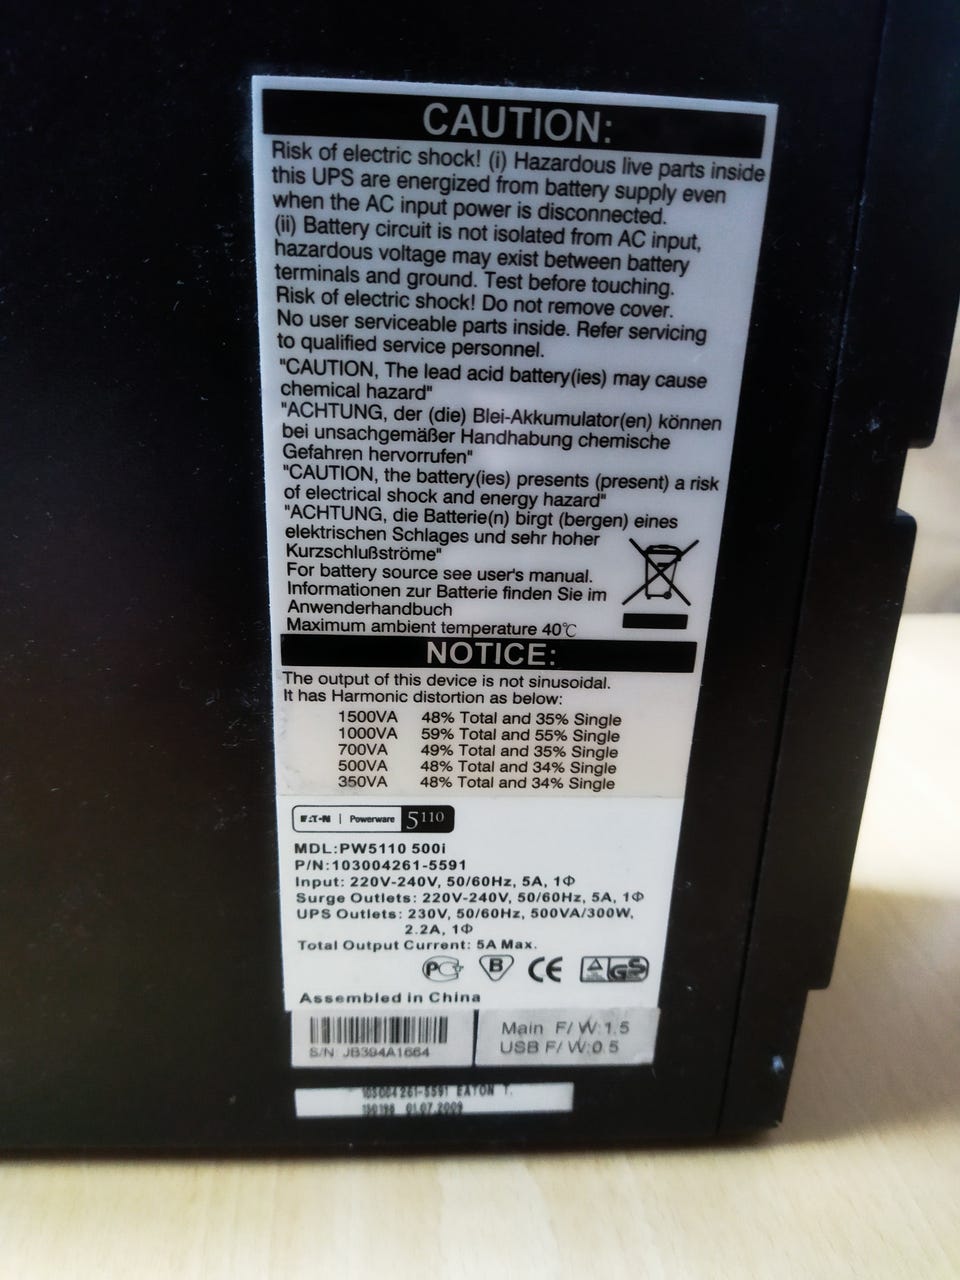 CAUTION:
Risk of electric shock! (i) Hazardous live parts inside
this UPS are energized from battery supply even
when the AC input power is disconnected.
(ii) Battery circuit is not isolated from AC input,
hazardous voltage may exist between battery
terminals and ground. Test before touching.
Risk of electric shock! Do not remove cover.
No user serviceable parts inside. Refer servicing
to qualified service personnel.
"CAUTION, The lead acid battery(ies) may cause
chemical hazard"
"ACHTUNG, der (die) Blei-Akkumulator(en) können
bei unsachgemäßer Handhabung chemische
Gefahren hervorrufen"
"CAUTION, the battery(ies) presents (present) a risk
of electrical shock and energy hazard"
"ACHTUNG, die Batterie(n) birgt (bergen) eines
elektrischen Schlages und sehr hoher
Kurzschlußströme"
For battery source see user's manual.
Informationen zur Batterie finden Sie im
Anwenderhandbuch
Maximum ambient temperature 40℃
NOTICE:
The output of this device is not sinusoidal.
It has Harmonic distortion as below:
1500VA 48% Total and 35% Single
1000VA 59% Total and 55% Single
700VA 49% Total and 35% Single
500VA 48% Total and 34% Single
350VA 48% Total and 34% Single
EATON | Powerware 5110
MDL:PW5110 500i
P/N:103004261-5591
Input: 220V-240V, 50/60Hz, 5A, 1Φ
Surge Outlets: 220V-240V, 50/60Hz, 5A, 1Φ
UPS Outlets: 230V, 50/60Hz, 500VA/300W,
2.2A, 1Φ
Total Output Current: 5A Max.
B CE GS
Assembled in China
S/N: JB394A1664
Main F/W:1.5
USB F/W:0.5
103004261-5591 EATON T.
01.07.2009